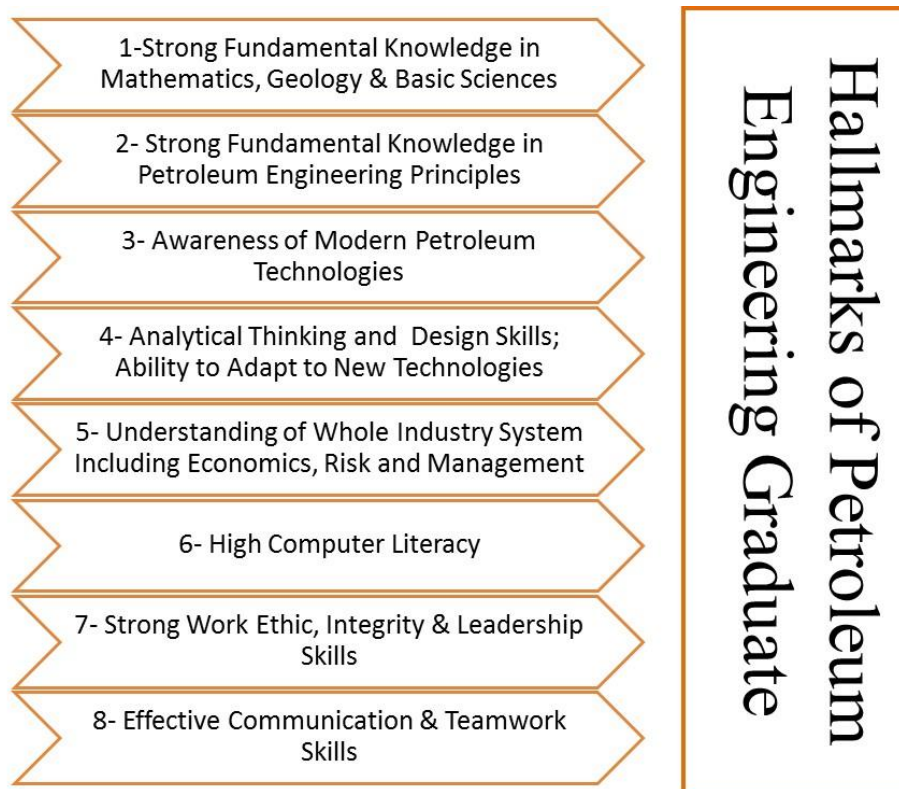 1-Strong Fundamental Knowledge in
Mathematics, Geology & Basic Sciences
2- Strong Fundamental Knowledge in
Petroleum Engineering Principles
3- Awareness of Modern Petroleum
Technologies
4- Analytical Thinking and  Design Skills;
Ability to Adapt to New Technologies
5- Understanding of Whole Industry System
Including Economics, Risk and Management
6- High Computer Literacy
7- Strong Work Ethic, Integrity & Leadership
Skills
8- Effective Communication & Teamwork
Skills
Hallmarks of Petroleum
Engineering Graduate